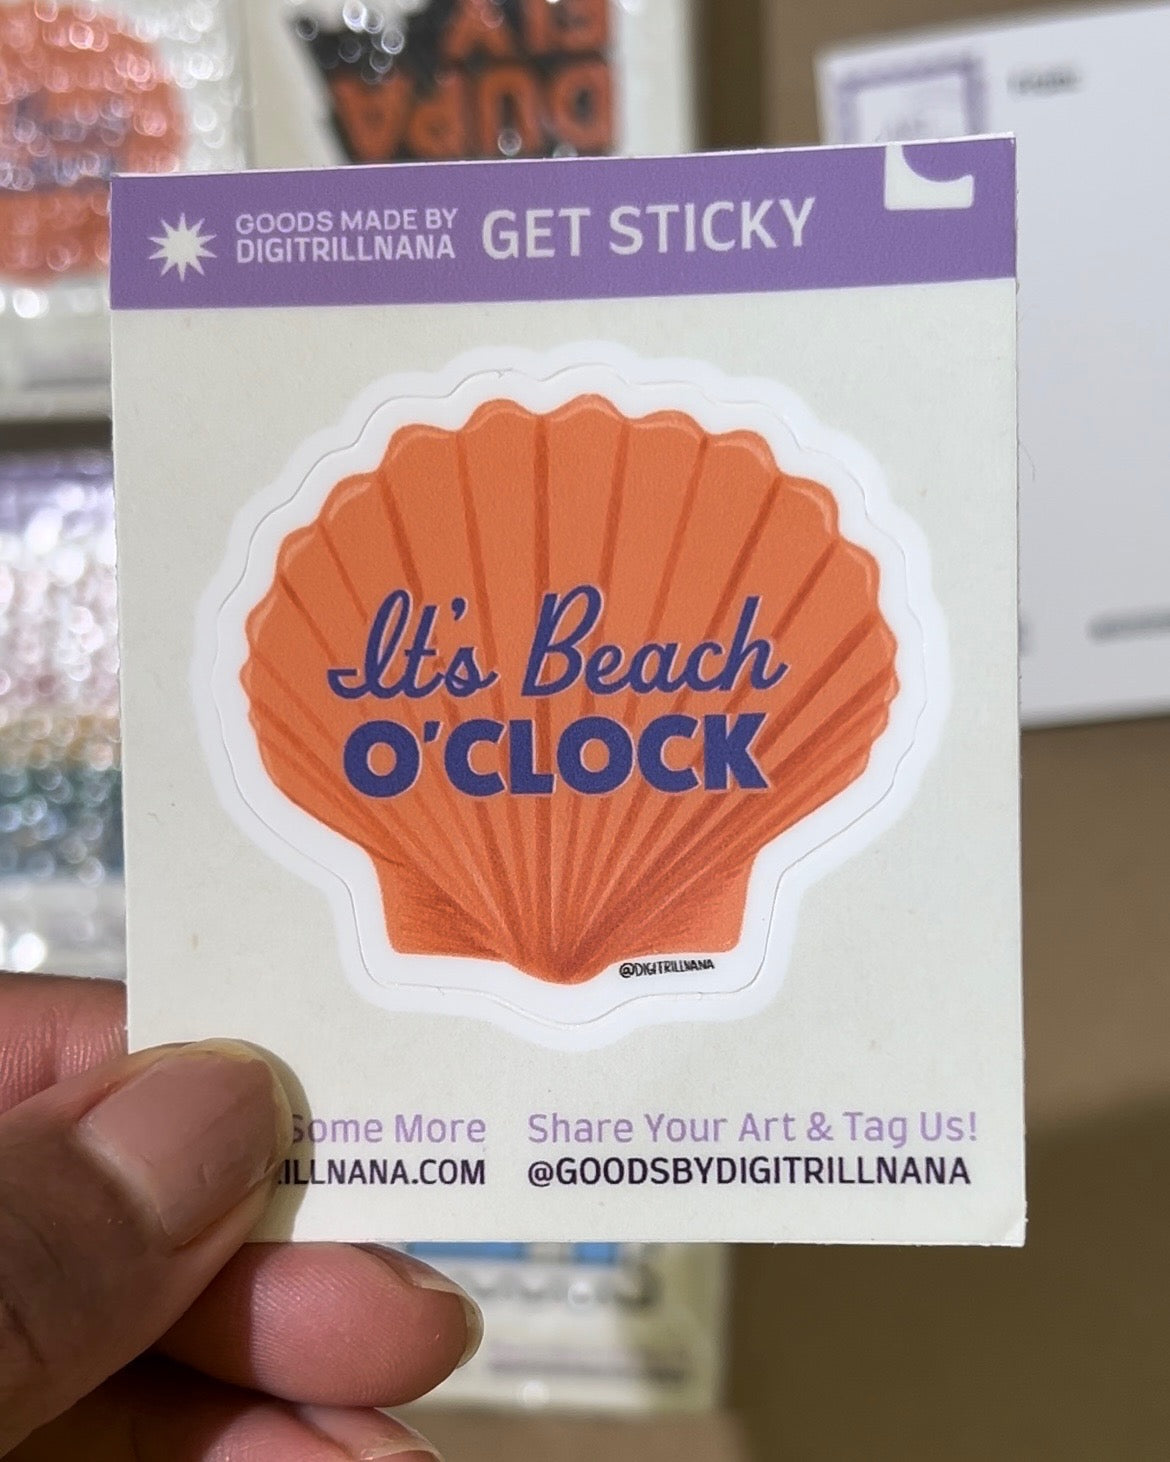 GOODS MADE BY
DIGITRILLNANA
GET STICKY
It's Beach
O'CLOCK
@DIGITRILLNANA
Some More
ILLNANA.COM
Share Your Art & Tag Us!
@GOODSBYDIGITRILLNANA
DUPA